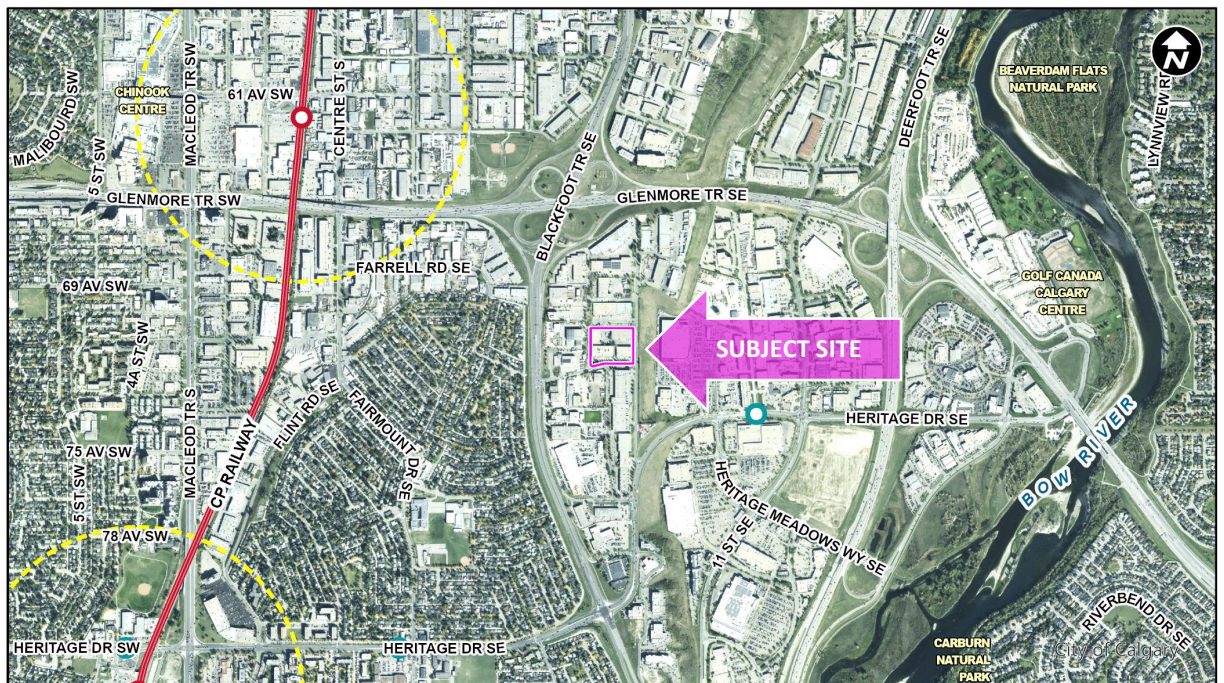 BEAVERDAM FLATS
NATURAL PARK
N
DEERFOOT TR SE
LYNNVIEW RI
MALIBOU RD SW
CHINOOK
CENTRE
MACLEOD TR SW
61 AV SW
CENTRE ST S
5 ST SW
GLENMORE TR SW
BLACKFOOT TR SE
GLENMORE TR SE
FARRELL RD SE
69 AV SW
GOLF CANADA
CALGARY
CENTRE
4A ST SW
SUBJECT SITE
MACLEOD TR S
FLINT RD SE
FAIRMOUNT DR SE
HERITAGE DR SE
75 AV SW
5 ST SW
CP RAILWAY
BOW RIVER
HERITAGE MEADOWS WY SE
78 AV SW
11 ST SE
RIVERBEND DR SE
HERITAGE DR SW
HERITAGE DR SE
CARBURN
NATURAL
PARK
City of Calgary